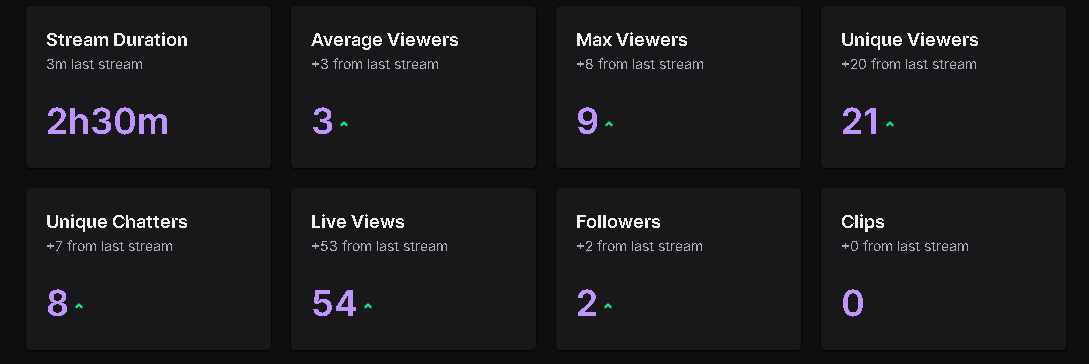 Stream Duration
3m last stream
2h30m
Average Viewers
+3 from last stream
3
Max Viewers
+8 from last stream
9
Unique Viewers
+20 from last stream
21
Unique Chatters
+7 from last stream
8
Live Views
+53 from last stream
54
Followers
+2 from last stream
2
Clips
+0 from last stream
0